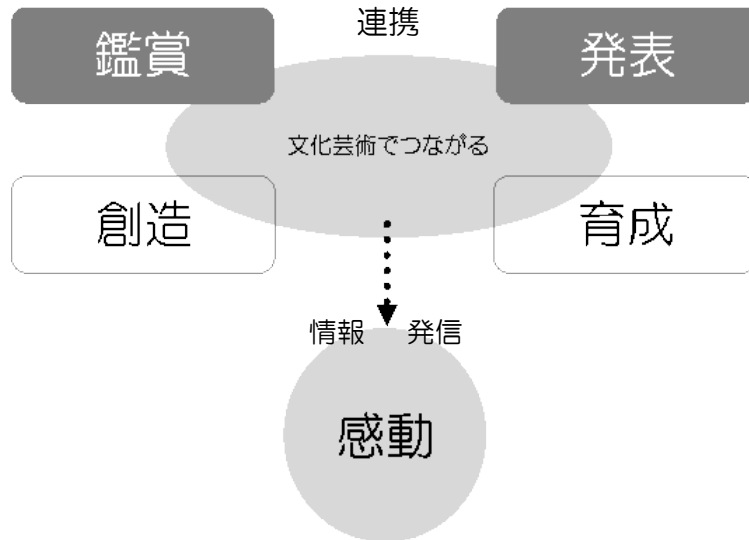 連携
鑑賞
発表
文化芸術でつながる
創造
育成
情報 発信
感動